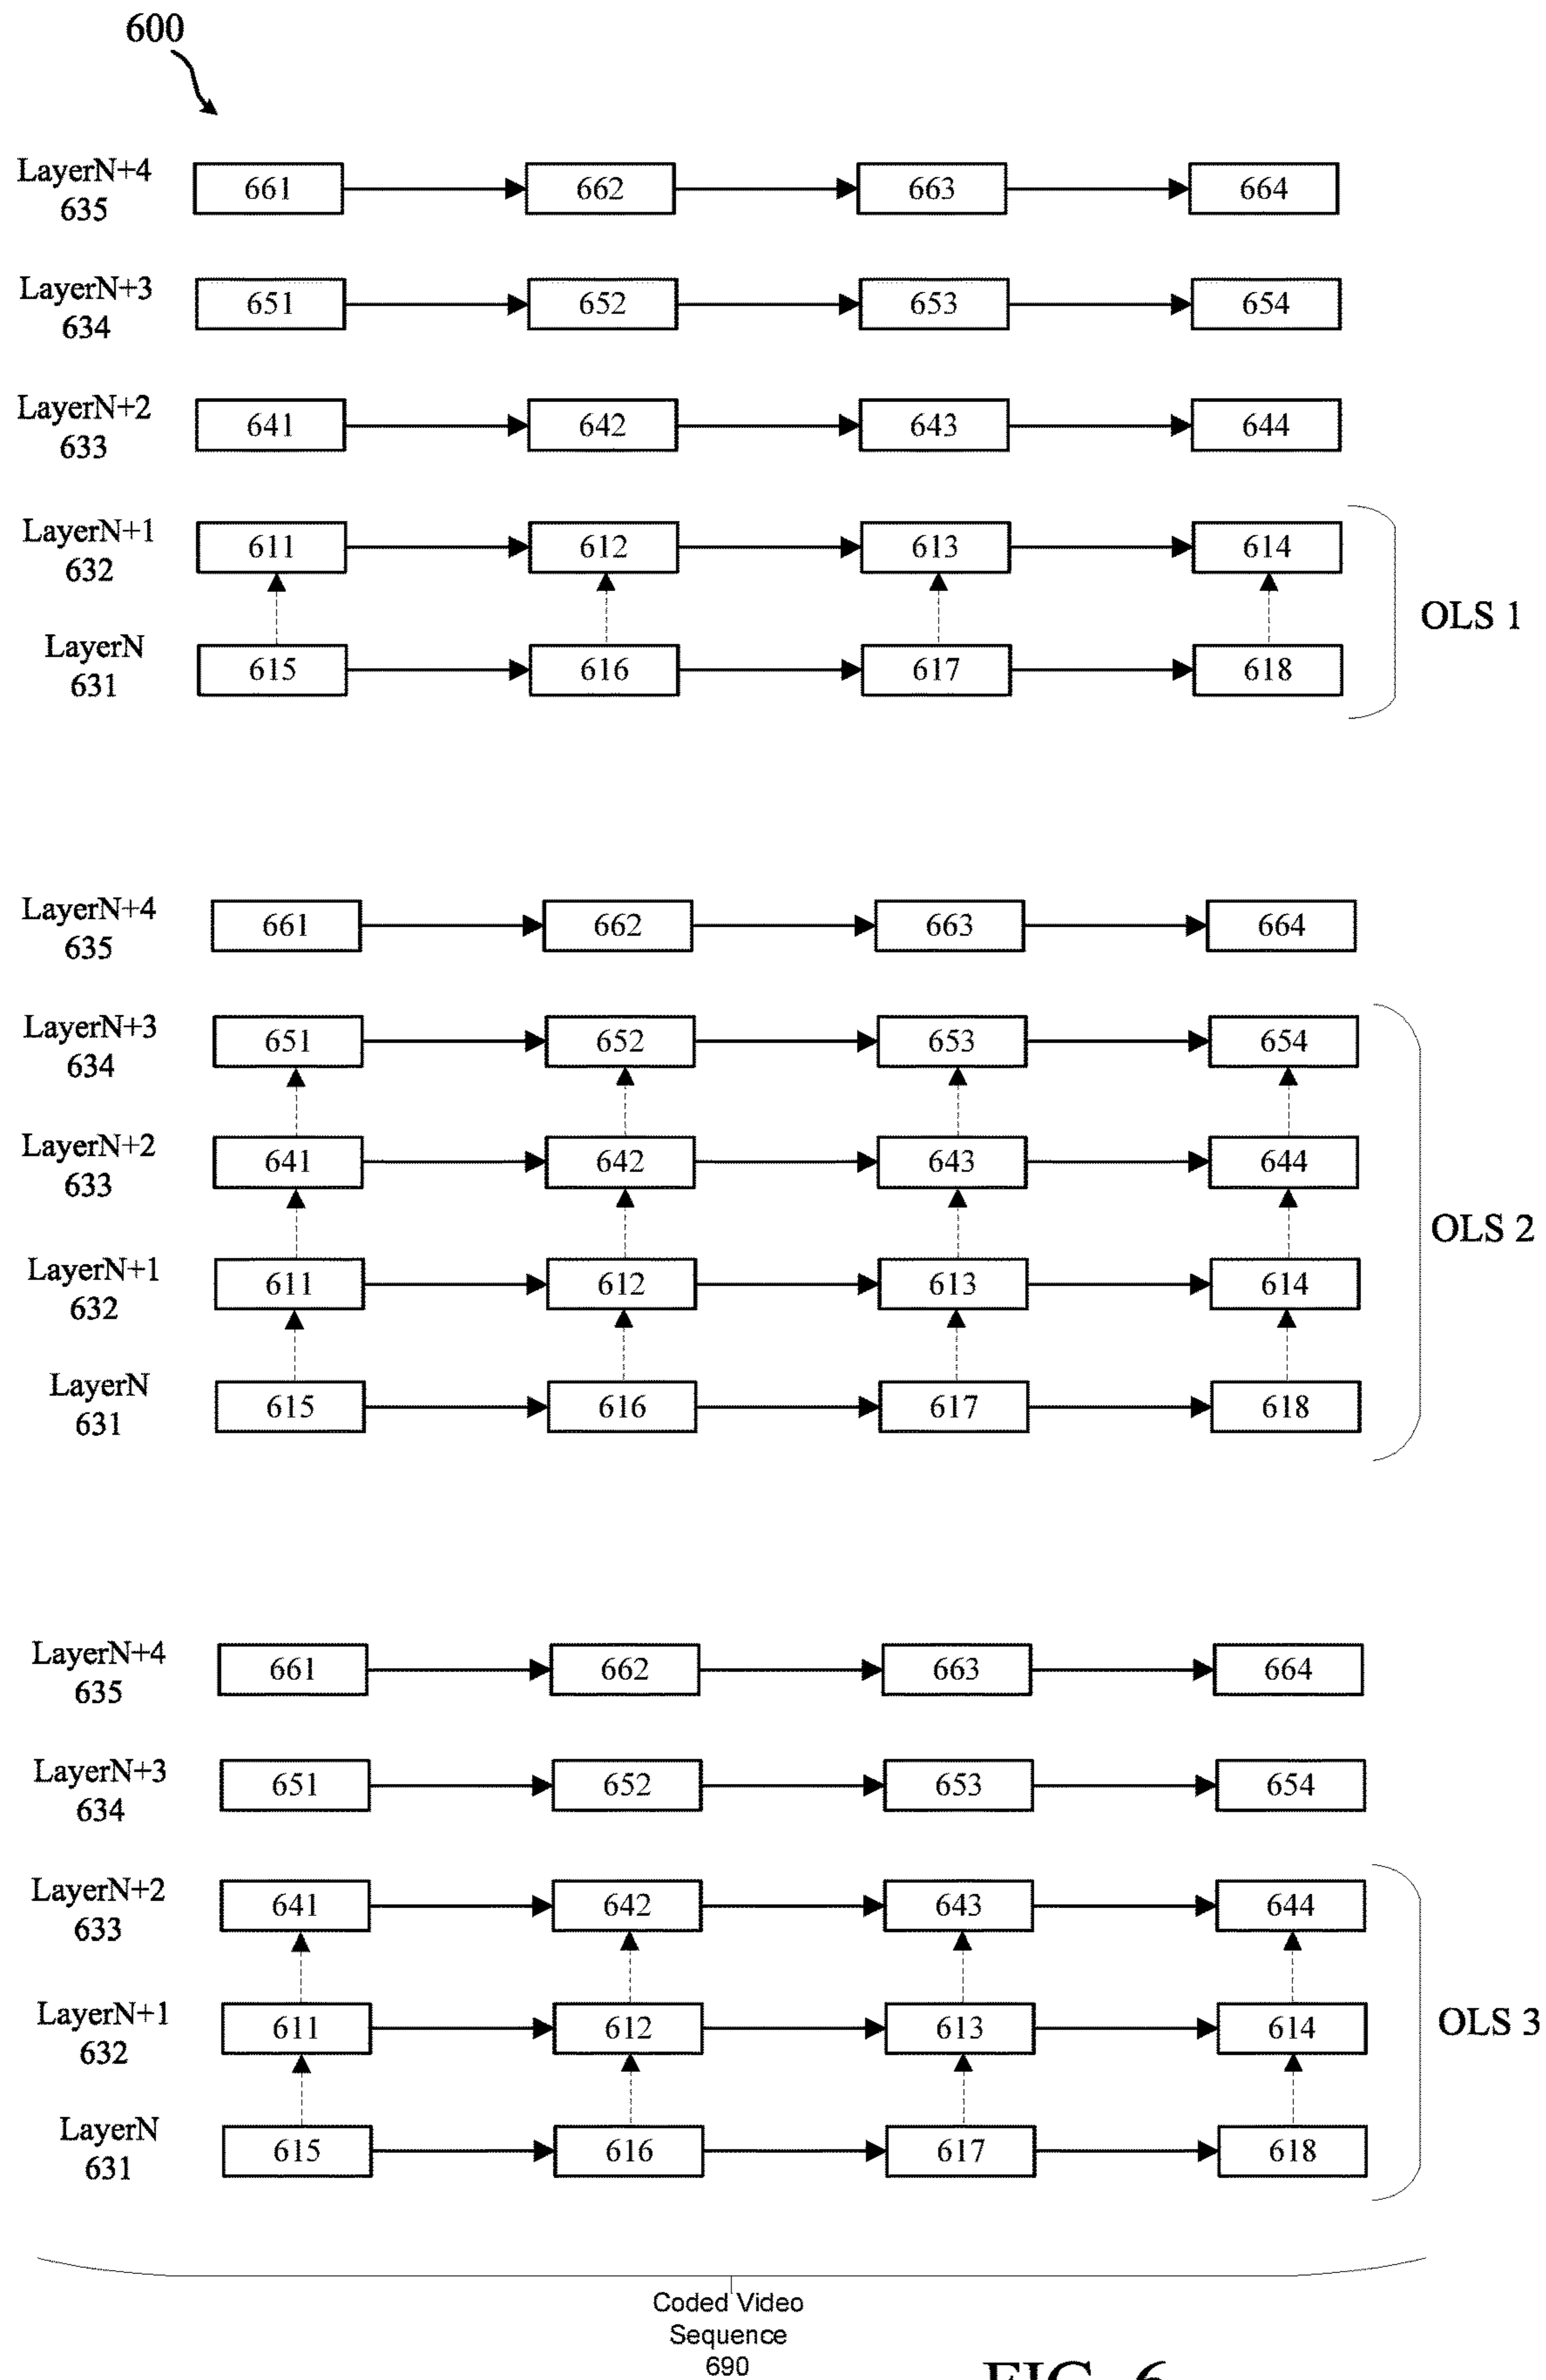 600
LayerN+4
635
661 662 663 664
LayerN+3
634
651 652 653 654
LayerN+2
633
641 642 643 644
LayerN+1
632
611 612 613 614
OLS 1
LayerN
631
615 616 617 618
LayerN+4
635
661 662 663 664
LayerN+3
634
651 652 653 654
LayerN+2
633
641 642 643 644
OLS 2
LayerN+1
632
611 612 613 614
LayerN
631
615 616 617 618
LayerN+4
635
661 662 663 664
LayerN+3
634
651 652 653 654
LayerN+2
633
641 642 643 644
LayerN+1
632
611 612 613 614
OLS 3
LayerN
631
615 616 617 618
Coded Video
Sequence
690
FIG. 6